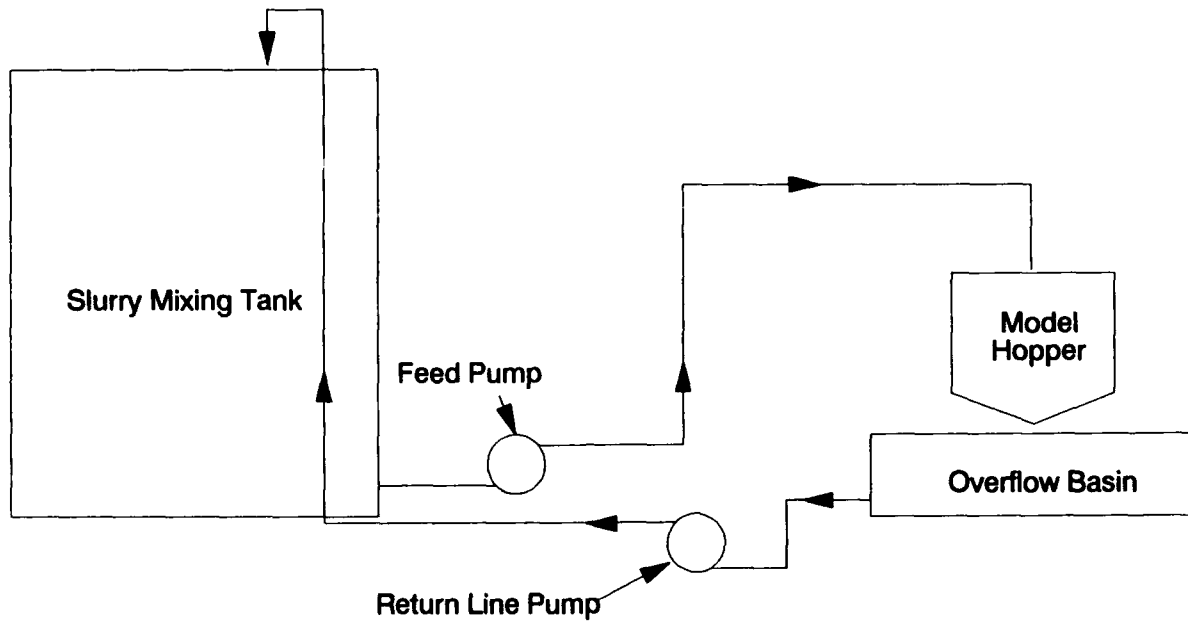 Slurry Mixing Tank
Feed Pump
Model
Hopper
Overflow Basin
Return Line Pump